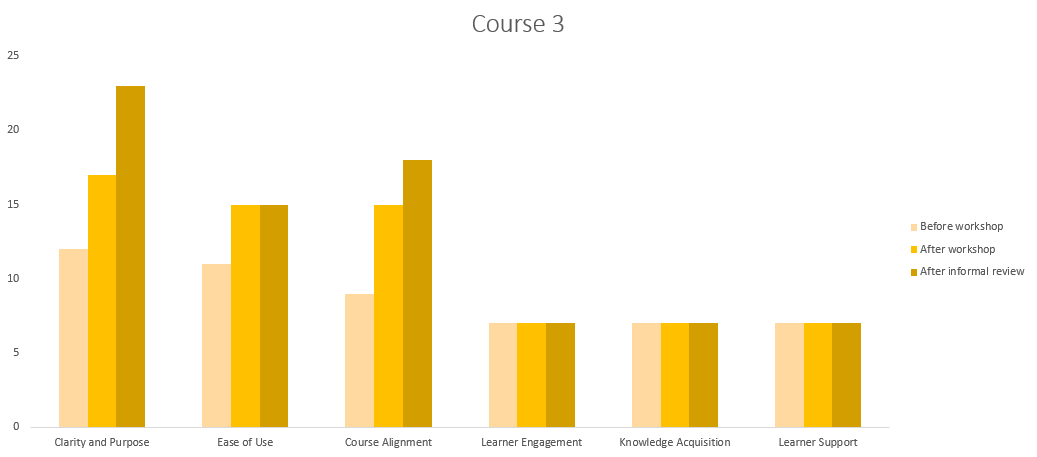 Course 3
25
20
15
10
5
0
Clarity and Purpose
Ease of Use
Course Alignment
Learner Engagement
Knowledge Acquisition
Learner Support
Before workshop
After workshop
After informal review